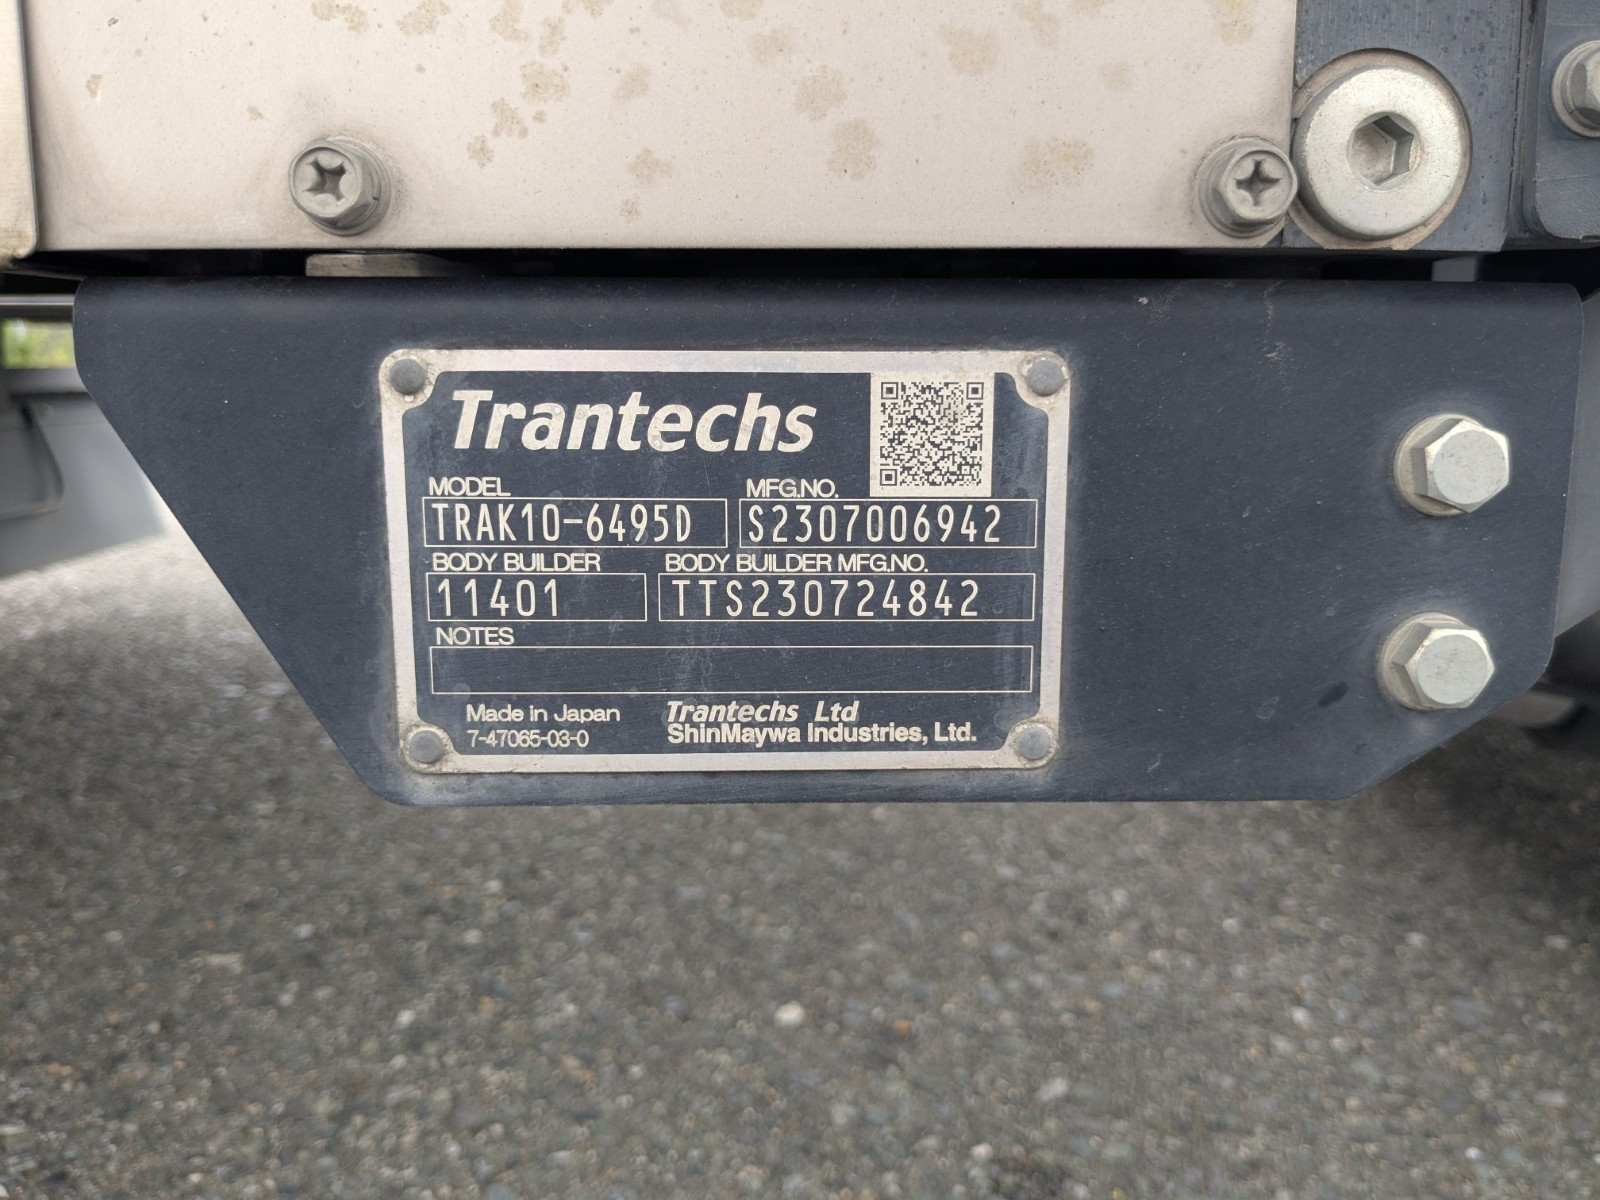 Trantechs
MODEL MFG.NO.
TRAK10-6495D S2307006942
BODY BUILDER BODY BUILDER MFG.NO.
11401 TTS230724842
NOTES
Made in Japan Trantechs Ltd
7-47065-03-0 ShinMaywa Industries, Ltd.